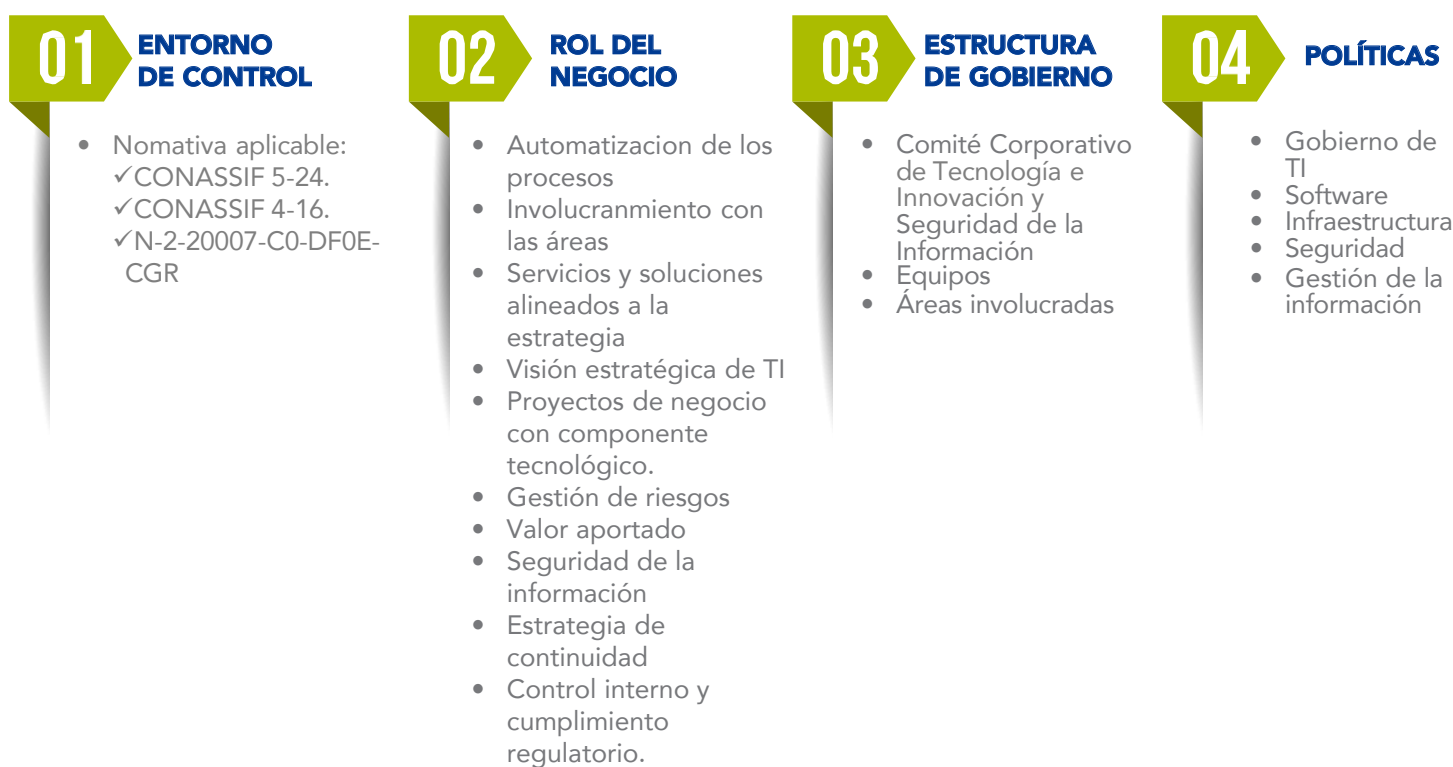 01
ENTORNO
DE CONTROL
• Nomativa aplicable:
✓CONASSIF 5-24.
✓CONASSIF 4-16.
✓N-2-20007-C0-DF0E-
CGR
02
ROL DEL
NEGOCIO
• Automatizacion de los
procesos
• Involucranmiento con
las áreas
• Servicios y soluciones
alineados a la
estrategia
• Visión estratégica de TI
• Proyectos de negocio
con componente
tecnológico.
• Gestión de riesgos
• Valor aportado
• Seguridad de la
información
• Estrategia de
continuidad
• Control interno y
cumplimiento
regulatorio.
03
ESTRUCTURA
DE GOBIERNO
• Comité Corporativo
de Tecnología e
Innovación y
Seguridad de la
Información
• Equipos
• Áreas involucradas
04
POLÍTICAS
• Gobierno de
TI
• Software
• Infraestructura
• Seguridad
• Gestión de la
información